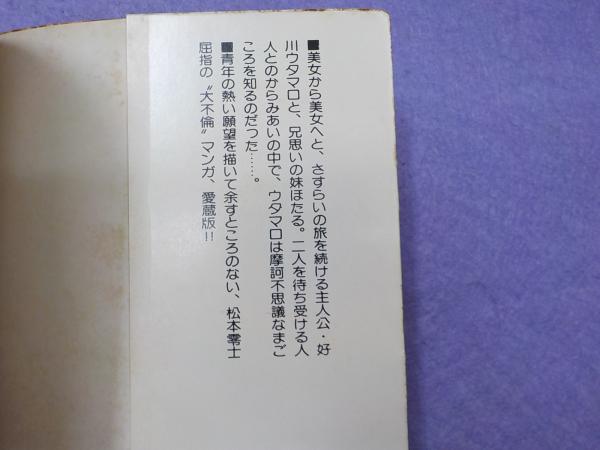 ■美女から美女へと、さすらいの旅を続ける主人公・好
川ウタマロと、兄思いの妹ほたる。二人を待ち受ける人
人とのからみあいの中で、ウタマロは摩訶不思議なまご
ころを知るのだった……。
■青年の熱い願望を描いて余すところのない、松本零士
屈指の〝大不倫〟マンガ、愛蔵版!!